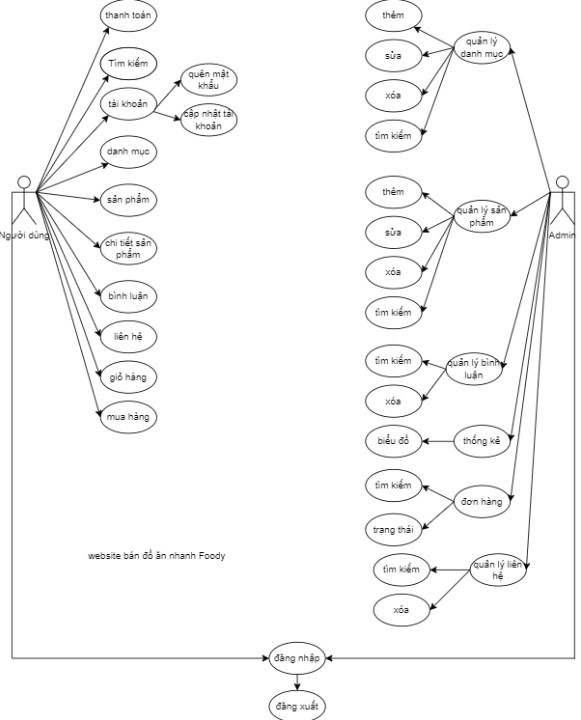 thanh toán
Tìm kiếm
tài khoản
quên mật
khẩu
cập nhật tài
khoản
danh mục
sản phẩm
chi tiết sản
phẩm
bình luận
liên hệ
giỏ hàng
mua hàng
Người dùng
thêm
sửa
xóa
tìm kiếm
quản lý
danh mục
thêm
sửa
xóa
tìm kiếm
quản lý sản
phẩm
Admin
tìm kiếm
xóa
quản lý bình
luận
biểu đồ
thống kê
tìm kiếm
trạng thái
đơn hàng
tìm kiếm
xóa
quản lý liên
hệ
website bán đồ ăn nhanh Foody
đăng nhập
đăng xuất